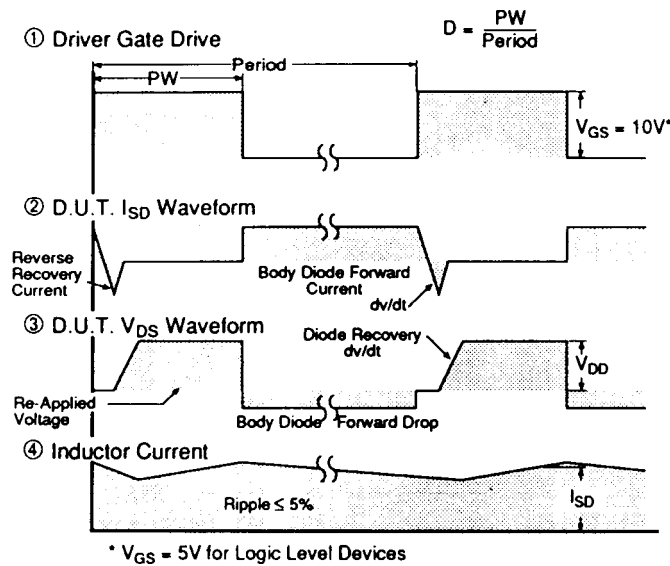 ① Driver Gate Drive
D = PW
Period
Period
PW
V_GS = 10V*
② D.U.T. I_SD Waveform
Reverse
Recovery
Current
Body Diode Forward
Current
dv/dt
③ D.U.T. V_DS Waveform
Diode Recovery
dv/dt
V_DD
Re-Applied
Voltage
Body Diode Forward Drop
④ Inductor Current
Ripple ≤ 5%
I_SD
* V_GS = 5V for Logic Level Devices